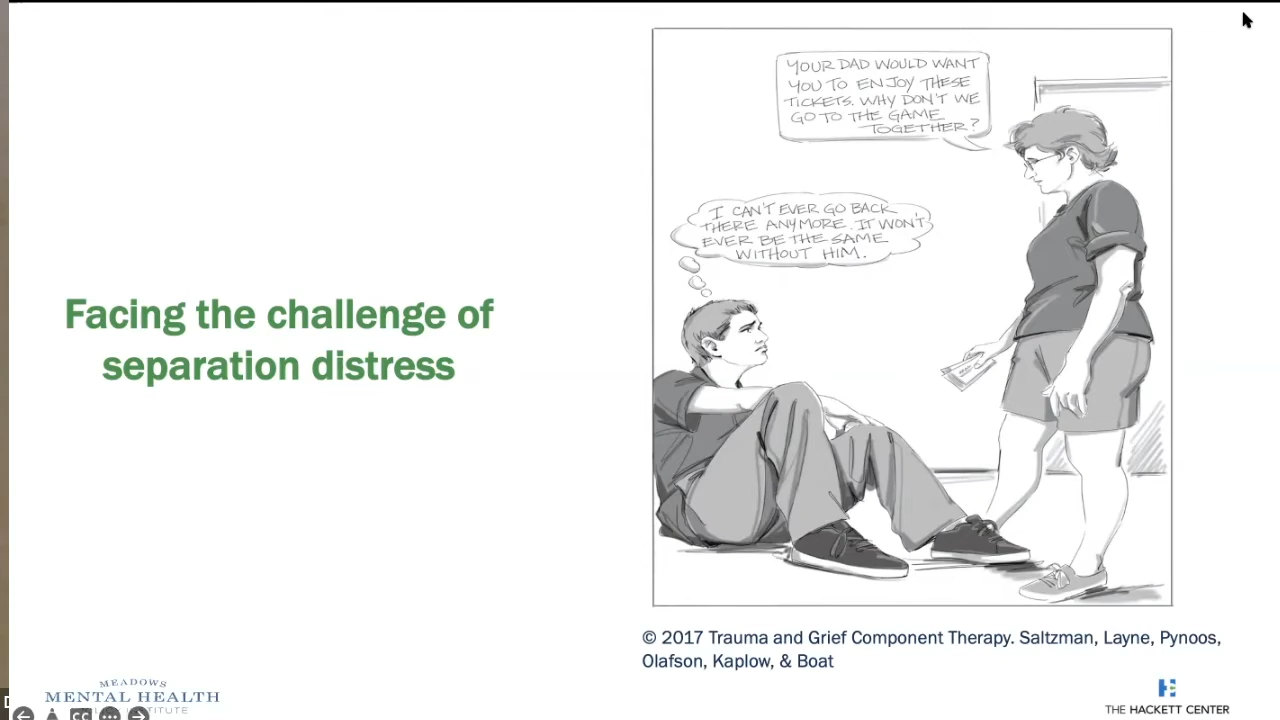 Facing the challenge of
separation distress
YOUR DAD WOULD WANT
YOU TO ENJOY THESE
TICKETS. WHY DON'T WE
GO TO THE GAME
TOGETHER?
I CAN'T EVER GO BACK
THERE ANYMORE. IT WON'T
EVER BE THE SAME
WITHOUT HIM.
© 2017 Trauma and Grief Component Therapy. Saltzman, Layne, Pynoos,
Olafson, Kaplow, & Boat
MEADOWS
MENTAL HEALTH
INSTITUTE
THE HACKETT CENTER
D
CC